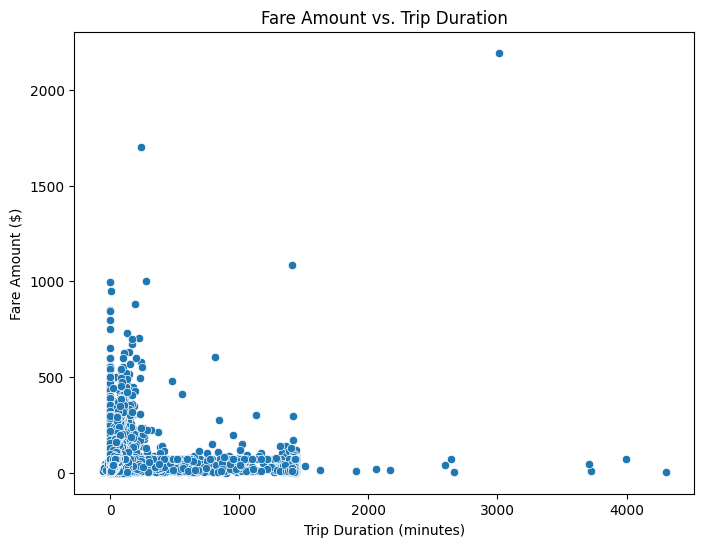 Fare Amount vs. Trip Duration
Fare Amount ($)
2000
1500
1000
500
0
0 1000 2000 3000 4000
Trip Duration (minutes)